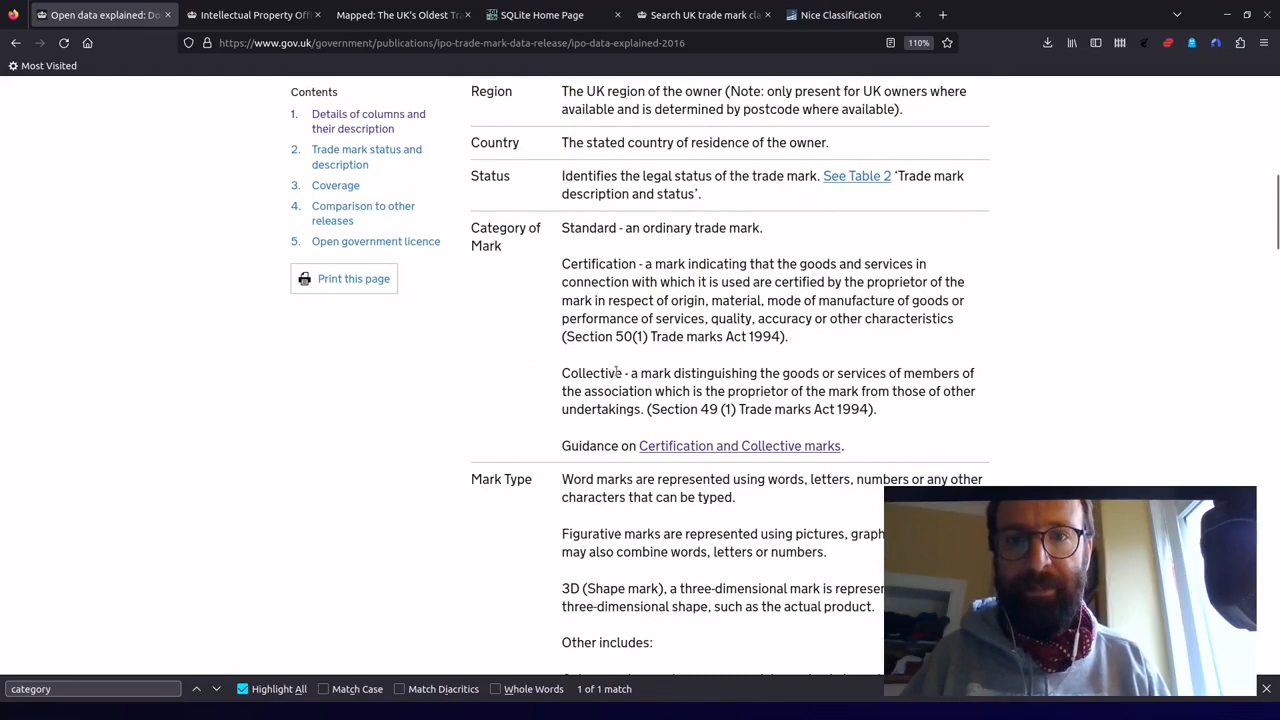 Open data explained: Do
Intellectual Property Off
Mapped: The UK's Oldest Tra
SQLite Home Page
Search UK trade mark cla
Nice Classification
https://www.gov.uk/government/publications/ipo-trade-mark-data-release/ipo-data-explained-2016
110%
Most Visited
Contents
1. Details of columns and
their description
2. Trade mark status and
description
3. Coverage
4. Comparison to other
releases
5. Open government licence
Print this page
Region
The UK region of the owner (Note: only present for UK owners where
available and is determined by postcode where available).
Country
The stated country of residence of the owner.
Status
Identifies the legal status of the trade mark. See Table 2 ‘Trade mark
description and status’.
Category of
Mark
Standard - an ordinary trade mark.
Certification - a mark indicating that the goods and services in
connection with which it is used are certified by the proprietor of the
mark in respect of origin, material, mode of manufacture of goods or
performance of services, quality, accuracy or other characteristics
(Section 50(1) Trade marks Act 1994).
Collective - a mark distinguishing the goods or services of members of
the association which is the proprietor of the mark from those of other
undertakings. (Section 49 (1) Trade marks Act 1994).
Guidance on Certification and Collective marks.
Mark Type
Word marks are represented using words, letters, numbers or any other
characters that can be typed.
Figurative marks are represented using pictures, graph
may also combine words, letters or numbers.
3D (Shape mark), a three-dimensional mark is represen
three-dimensional shape, such as the actual product.
Other includes:
category
Highlight All
Match Case
Match Diacritics
Whole Words
1 of 1 match